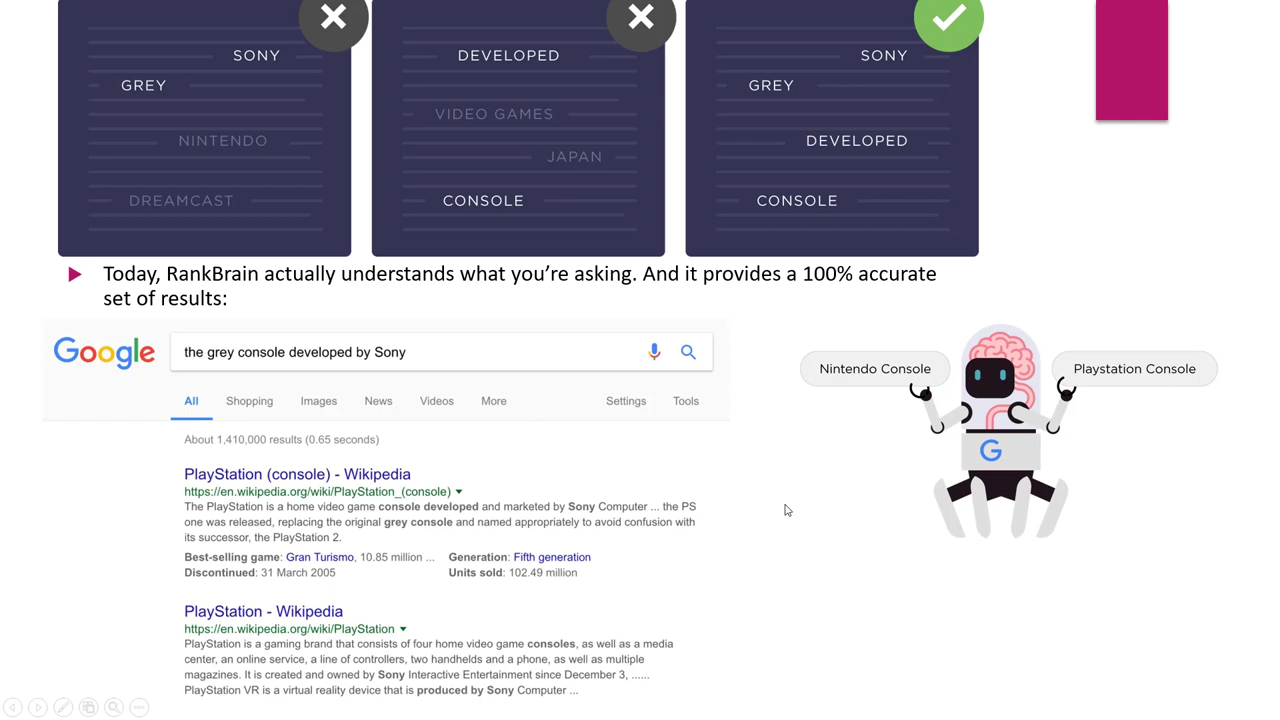 SONY
GREY
NINTENDO
DREAMCAST
DEVELOPED
VIDEO GAMES
JAPAN
CONSOLE
SONY
GREY
DEVELOPED
CONSOLE
Today, RankBrain actually understands what you’re asking. And it provides a 100% accurate
set of results:
Google
the grey console developed by Sony
All Shopping Images News Videos More Settings Tools
About 1,410,000 results (0.65 seconds)
PlayStation (console) - Wikipedia
https://en.wikipedia.org/wiki/PlayStation_(console)
The PlayStation is a home video game console developed and marketed by Sony Computer ... the PS
one was released, replacing the original grey console and named appropriately to avoid confusion with
its successor, the PlayStation 2.
Best-selling game: Gran Turismo, 10.85 million ... Generation: Fifth generation
Discontinued: 31 March 2005 Units sold: 102.49 million
PlayStation - Wikipedia
https://en.wikipedia.org/wiki/PlayStation
PlayStation is a gaming brand that consists of four home video game consoles, as well as a media
center, an online service, a line of controllers, two handhelds and a phone, as well as multiple
magazines. It is created and owned by Sony Interactive Entertainment since December 3, ......
PlayStation VR is a virtual reality device that is produced by Sony Computer ...
Nintendo Console
Playstation Console
G